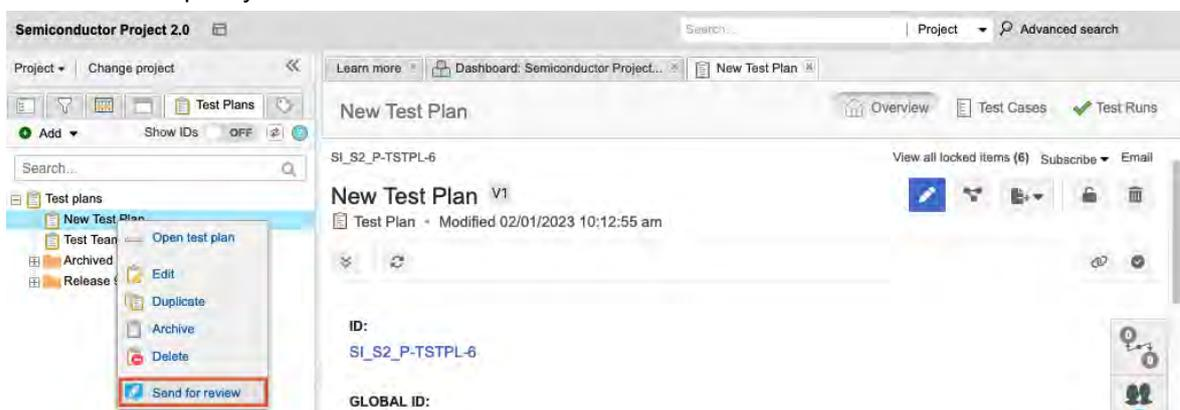 Semiconductor Project 2.0
Search...
Project
Advanced search
Project
Change project
Learn more
Dashboard: Semiconductor Project...
New Test Plan
Test Plans
New Test Plan
Overview
Test Cases
Test Runs
Add
Show IDs
OFF
Search...
SI_S2_P-TSTPL-6
View all locked items (6)
Subscribe
Email
Test plans
New Test Plan
Test Team
Archived
Release
Open test plan
Edit
Duplicate
Archive
Delete
Send for review
New Test Plan V1
Test Plan • Modified 02/01/2023 10:12:55 am
ID:
SI_S2_P-TSTPL-6
GLOBAL ID: